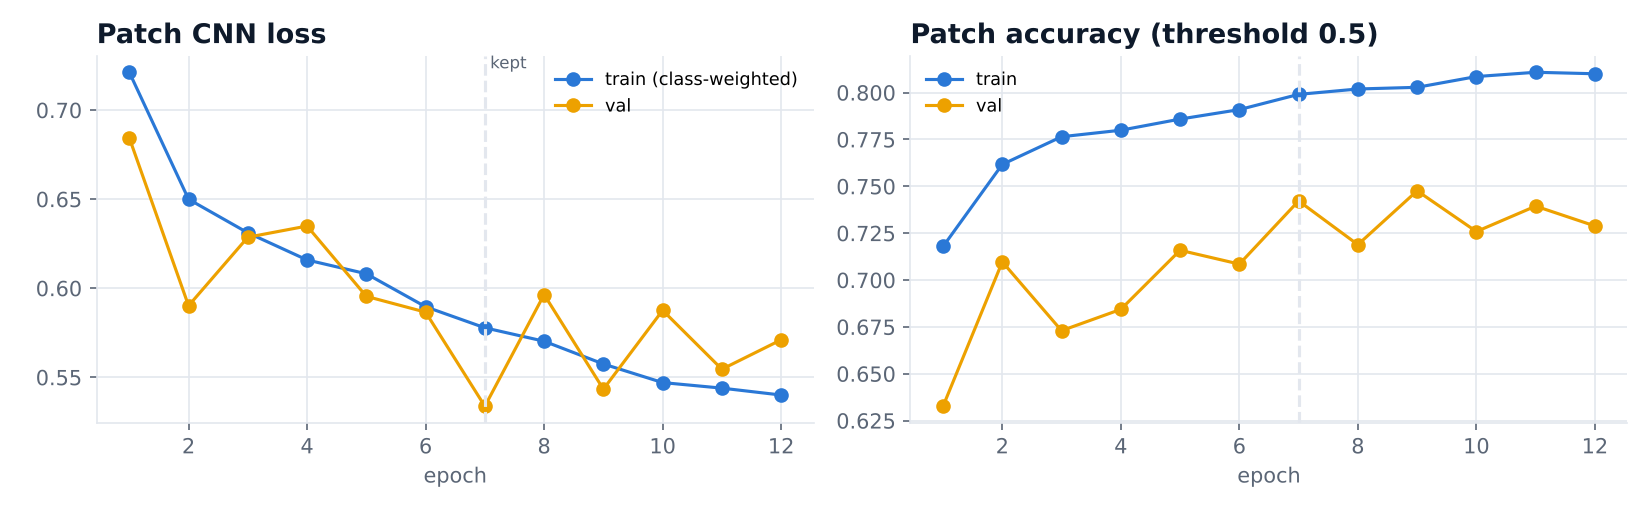 Patch CNN loss
kept
train (class-weighted)
val
0.70
0.65
0.60
0.55
2 4 6 8 10 12
epoch
Patch accuracy (threshold 0.5)
train
val
0.800
0.775
0.750
0.725
0.700
0.675
0.650
0.625
2 4 6 8 10 12
epoch